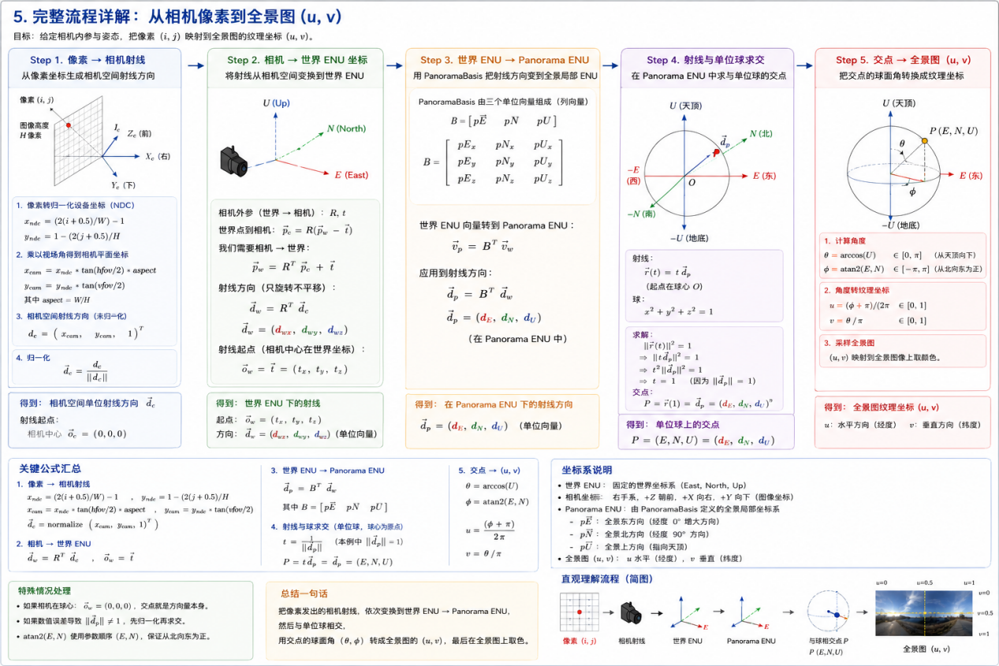 5. 完整流程详解：从相机像素到全景图 (u, v)
目标：给定相机内参与姿态，把像素 (i, j) 映射到全景图的纹理坐标 (u, v)。
Step 1. 像素 → 相机射线
从像素坐标生成相机空间射线方向
像素 (i, j)
图像高度
H 像素
I_c
Z_c (前)
X_c (右)
Y_c (下)
1. 像素转归一化设备坐标（NDC）
x_ndc = (2(i + 0.5)/W) − 1
y_ndc = 1 − (2(j + 0.5)/H
2. 乘以视场角得到相机平面坐标
x_cam = x_ndc * tan(hfov/2) * aspect
y_cam = y_ndc * tan(vfov/2)
其中 aspect = W/H
3. 相机空间射线方向（未归一化）
d_c = ( x_cam, y_cam, 1 )^T
4. 归一化
d⃗_c = d_c / ||d_c||
得到： 相机空间单位射线方向 d⃗_c
射线起点：
相机中心 o⃗_c = (0, 0, 0)
Step 2. 相机 → 世界 ENU 坐标
将射线从相机空间变换到世界 ENU
U (Up)
N (North)
E (East)
相机外参（世界 → 相机）：R, t
世界点到相机：p⃗_c = R(p⃗_w − t⃗)
我们需要相机 → 世界：
p⃗_w = R^T p⃗_c + t⃗
射线方向（只旋转不平移）：
d⃗_w = R^T d⃗_c
d⃗_w = (d_wx, d_wy, d_wz)
射线起点（相机中心在世界坐标）：
o⃗_w = t⃗ = (t_x, t_y, t_z)
得到： 世界 ENU 下的射线
起点： o⃗_w = (t_x, t_y, t_z)
方向： d⃗_w = (d_wz, d_wy, d_wz) (单位向量)
Step 3. 世界 ENU → Panorama ENU
用 PanoramaBasis 把射线方向变到全景局部 ENU
PanoramaBasis 由三个单位向量组成（列向量）
B = [ pE⃗ pN pU ]
B = [ pE_x pN_x pU_x
pE_y pN_y pU_y
pE_z pN_z pU_z ]
世界 ENU 向量转到 Panorama ENU：
v⃗_p = B^T v⃗_w
应用到射线方向：
d⃗_p = B^T d⃗_w
d⃗_p = (d_E, d_N, d_U)
（在 Panorama ENU 中）
得到： 在 Panorama ENU 下的射线方向
d⃗_p = (d_E, d_N, d_U) （单位向量）
Step 4. 射线与单位球求交
在 Panorama ENU 中求与单位球的交点
U (天顶)
N (北)
d⃗_p
−E
(西)
O
E (东)
−N (南)
−U (地底)
射线：
r⃗(t) = t d⃗_p
（起点在球心 O）
球：
x² + y² + z² = 1
求解：
||r⃗(t)||² = 1
⇒ ||t d⃗_p||² = 1
⇒ t² ||d⃗_p||² = 1
⇒ t = 1 （因为 ||d⃗_p|| = 1）
交点：
P = r⃗(1) = d⃗_p = (d_E, d_N, d_U)
得到： 单位球上的交点
P = (E, N, U) = (d_E, d_N, d_U)
Step 5. 交点 → 全景图 (u, v)
把交点的球面角转换成纹理坐标
U (天顶)
P (E, N, U)
θ
E (东)
ϕ
−U (地底)
1. 计算角度
θ = arccos(U) ∈ [0, π] （从天顶向下）
ϕ = atan2(E, N) ∈ [−π, π] (从北向东为正)
2. 角度转纹理坐标
u = (ϕ + π)/(2π ∈ [0, 1]
v = θ / π ∈ [0, 1]
3. 采样全景图
(u, v) 映射到全景图像上取颜色。
得到： 全景图纹理坐标 (u, v)
u：水平方向（经度） v：垂直方向（纬度）
关键公式汇总
1. 像素 → 相机射线
x_ndc = (2(i + 0.5)/W) − 1 , y_ndc = 1 − (2(j + 0.5)/H
x_cam = x_ndc * tan(hfov/2) * aspect , y_cam = y_ndc * tan(vfov/2)
d⃗_c = normalize ( x_cam, y_cam, 1)^T )
2. 相机 → 世界 ENU
d⃗_w = R^T d⃗_c , o⃗_w = t⃗
3. 世界 ENU → Panorama ENU
d⃗_p = B^T d⃗_w
其中 B = [ pE⃗ pN pU ]
4. 射线与球求交（单位球，球心为原点）
t = 1 / ||d⃗_p|| （本例中 ||d⃗_p|| = 1）
P = t d⃗_p = d⃗_p = (E, N, U)
5. 交点 → (u, v)
θ = arccos(U)
ϕ = atan2(E, N)
u = (ϕ + π) / 2π
v = θ / π
坐标系说明
• 世界 ENU： 固定的世界坐标系（East, North, Up）
• 相机坐标： 右手系，+Z 朝前，+X 向右，+Y 向下（图像坐标）
• Panorama ENU：由 PanoramaBasis 定义的全景局部坐标系
- pE⃗：全景东方向（经度 0° 增大方向）
- pN⃗：全景北方向（经度 90° 方向）
- pU⃗：全景上方向（指向天顶）
• 全景图 (u, v)： u 水平（经度），v 垂直（纬度）
特殊情况处理
• 如果相机在球心： o⃗_w = (0, 0, 0)，交点就是方向量本身。
• 如果数值误差导致 ||d⃗_p|| ≠ 1，先归一化再求交。
• atan2(E, N) 使用参数顺序 (E, N)，保证从北向东为正。
总结一句话
把像素发出的相机射线，依次变换到世界 ENU → Panorama ENU，
然后与单位球相交，
用交点的球面角 (θ, ϕ) 转成全景图的 (u, v)，最后在全景图上取色。
直观理解流程（简图）
像素 (i, j)
相机射线
E
世界 ENU
E
Panorama ENU
与球相交点 P
P (E,N,U)
u=0 u=0.5 u=1
v=0
v=0.5
v=1
全景图 (u, v)